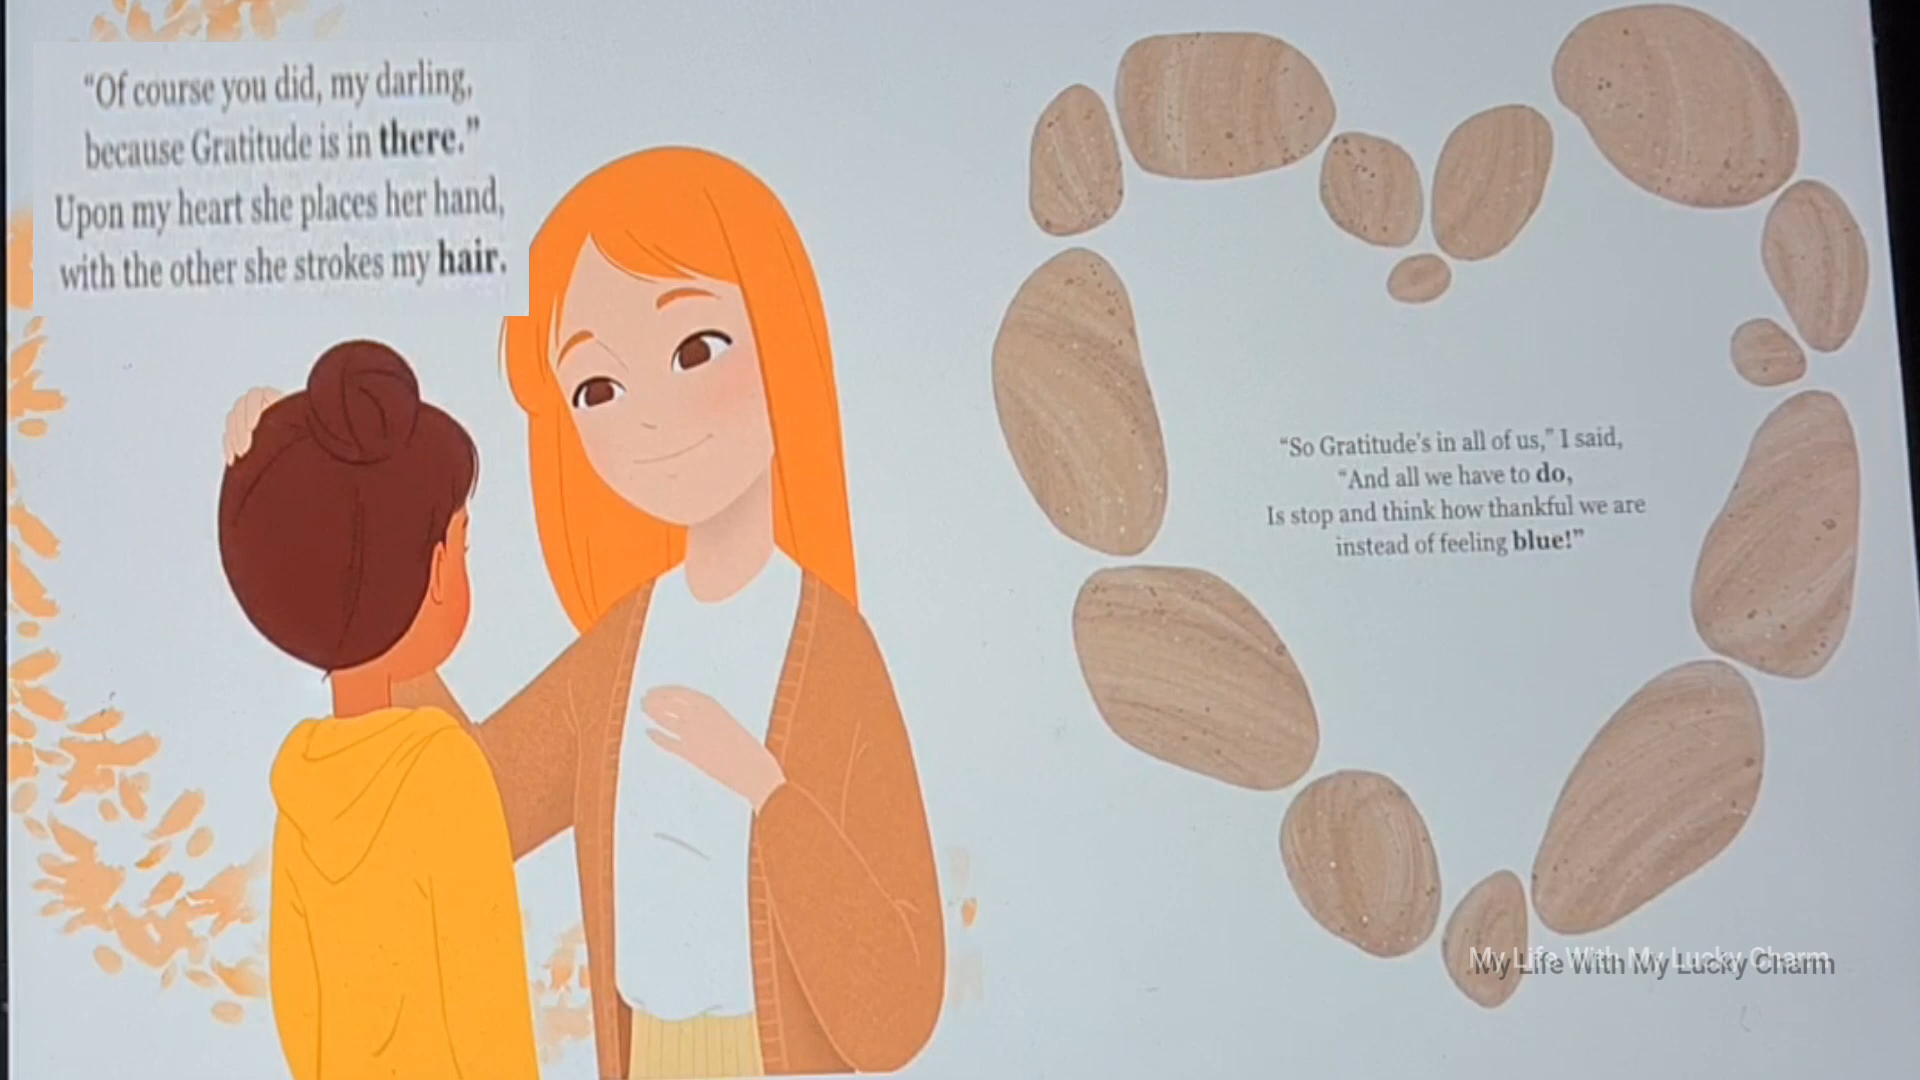 “Of course you did, my darling,
because Gratitude is in there.”
Upon my heart she places her hand,
with the other she strokes my hair.
“So Gratitude's in all of us,” I said,
“And all we have to do,
Is stop and think how thankful we are
instead of feeling blue!”
My Life With My Lucky Charm